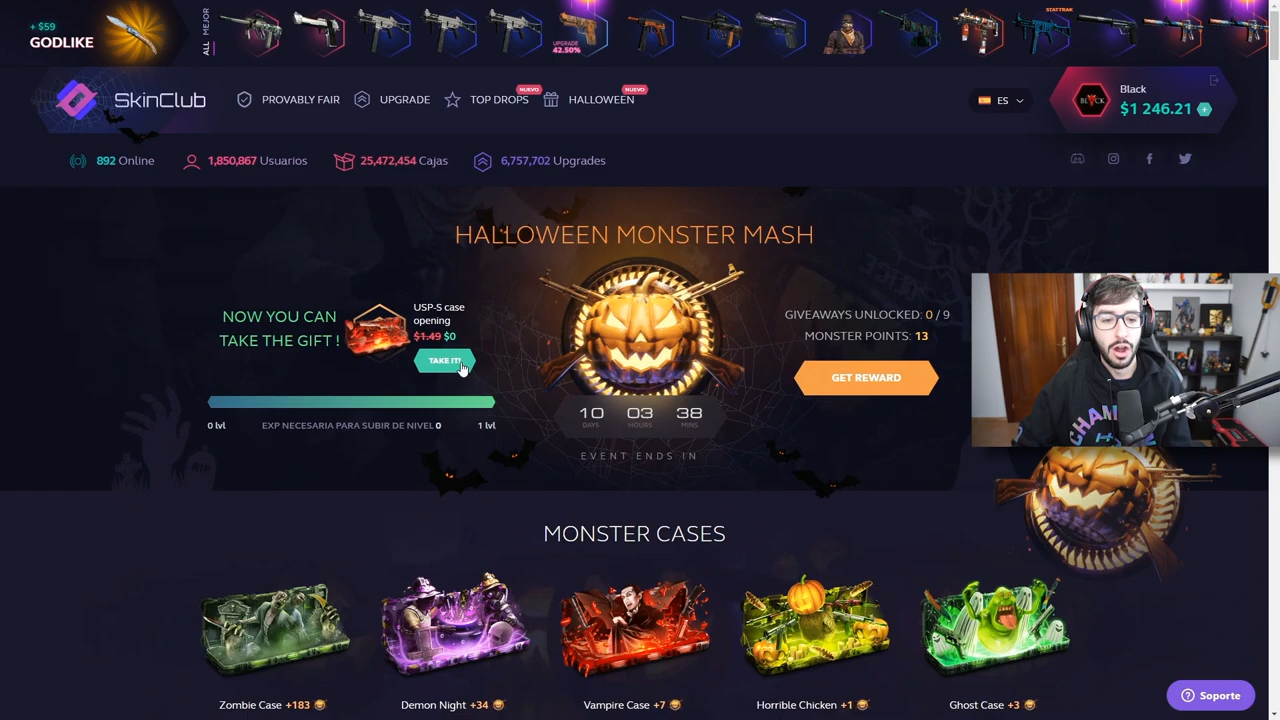 + $59
GODLIKE
MEJOR
ALL
UPGRADE
42.50%
STATTRAK
SkinClub
PROVABLY FAIR
UPGRADE
TOP DROPS
NUEVO
HALLOWEEN
NUEVO
ES
BLVCK
Black
$1 246.21
892 Online
1,850,867 Usuarios
25,472,454 Cajas
6,757,702 Upgrades
HALLOWEEN MONSTER MASH
NOW YOU CAN
TAKE THE GIFT !
USP-S case
opening
$1.49 $0
TAKE IT!
0 lvl
EXP NECESARIA PARA SUBIR DE NIVEL 0
1 lvl
10 03 38
DAYS HOURS MINS
EVENT ENDS IN
GIVEAWAYS UNLOCKED: 0 / 9
MONSTER POINTS: 13
GET REWARD
MONSTER CASES
Zombie Case +183
Demon Night +34
Vampire Case +7
Horrible Chicken +1
Ghost Case +3
Soporte